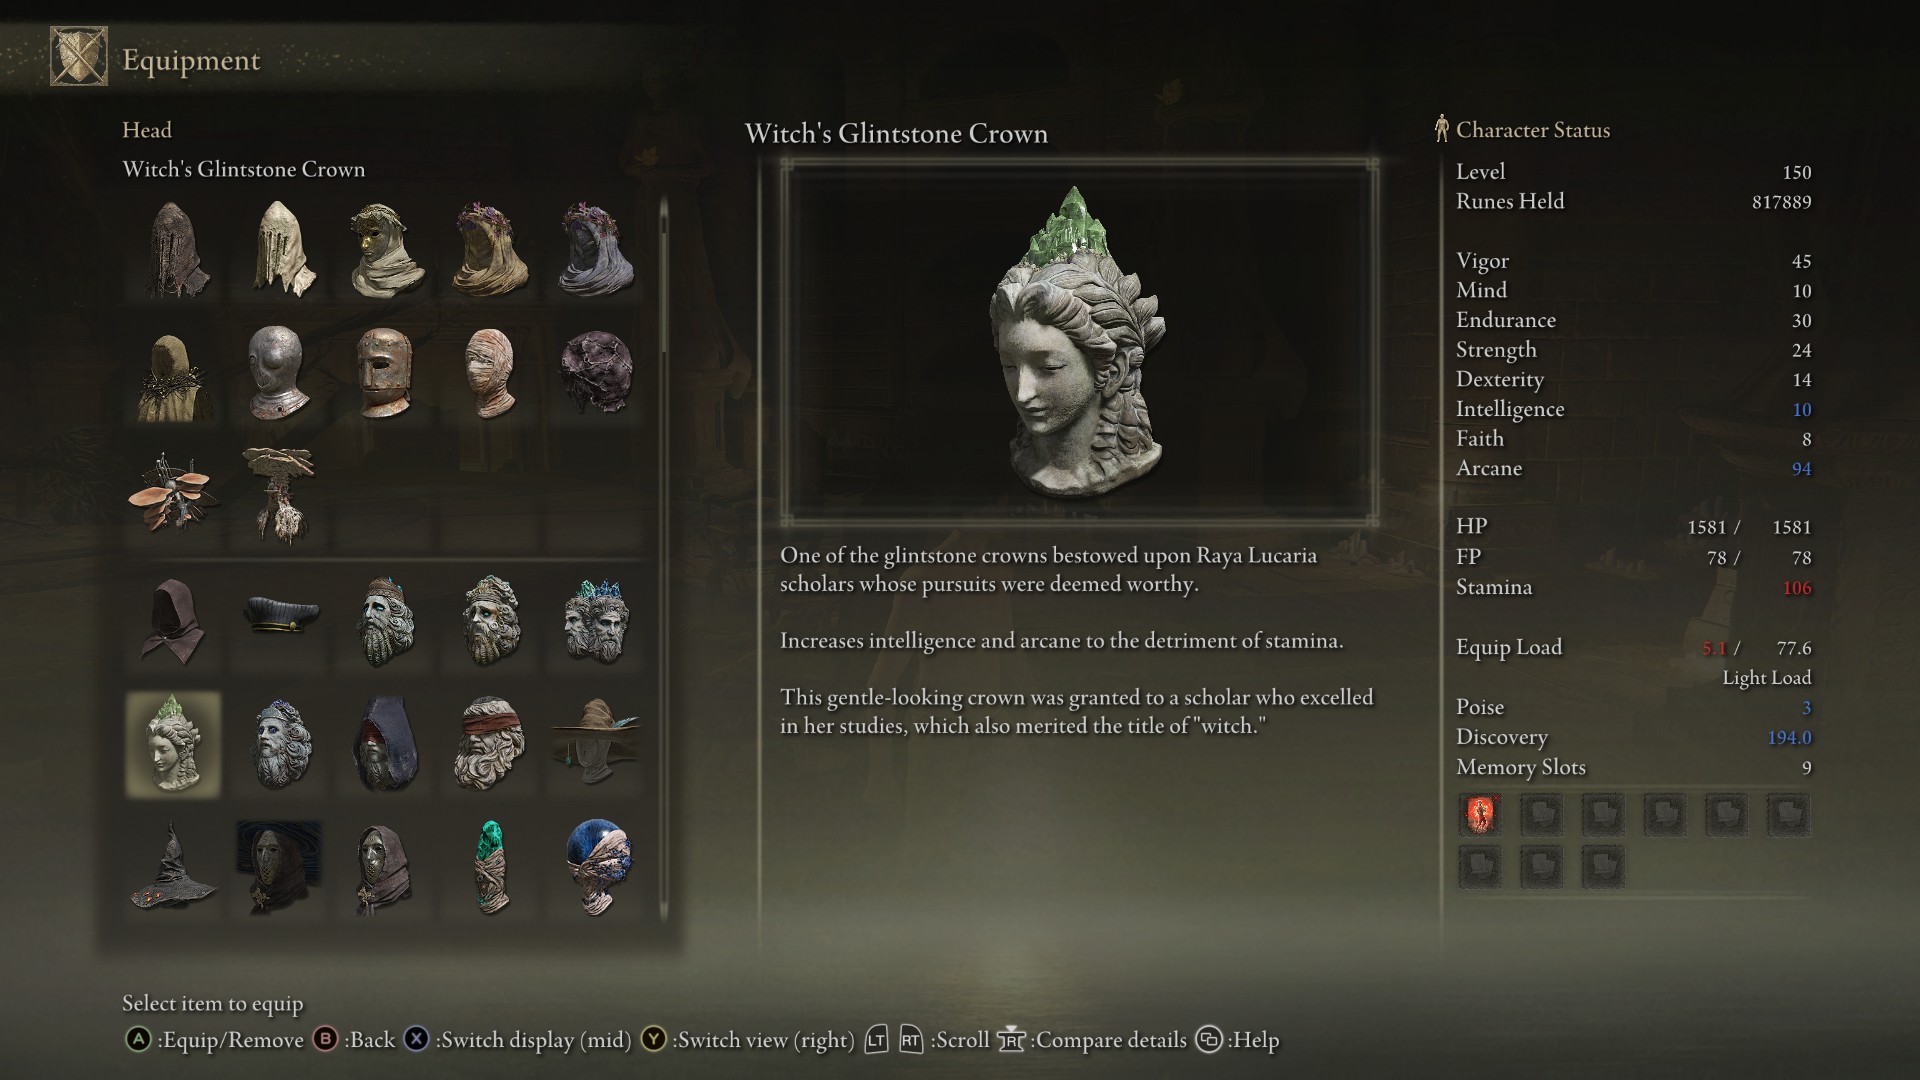 Equipment
Head
Witch's Glintstone Crown
Witch's Glintstone Crown
One of the glintstone crowns bestowed upon Raya Lucaria
scholars whose pursuits were deemed worthy.
Increases intelligence and arcane to the detriment of stamina.
This gentle-looking crown was granted to a scholar who excelled
in her studies, which also merited the title of "witch."
Character Status
Level 150
Runes Held 817889
Vigor 45
Mind 10
Endurance 30
Strength 24
Dexterity 14
Intelligence 10
Faith 8
Arcane 94
HP 1581 / 1581
FP 78 / 78
Stamina 106
Equip Load 5.1 / 77.6
Light Load
Poise 3
Discovery 194.0
Memory Slots 9
Select item to equip
A :Equip/Remove B :Back X :Switch display (mid) Y :Switch view (right) LT RT :Scroll R :Compare details :Help